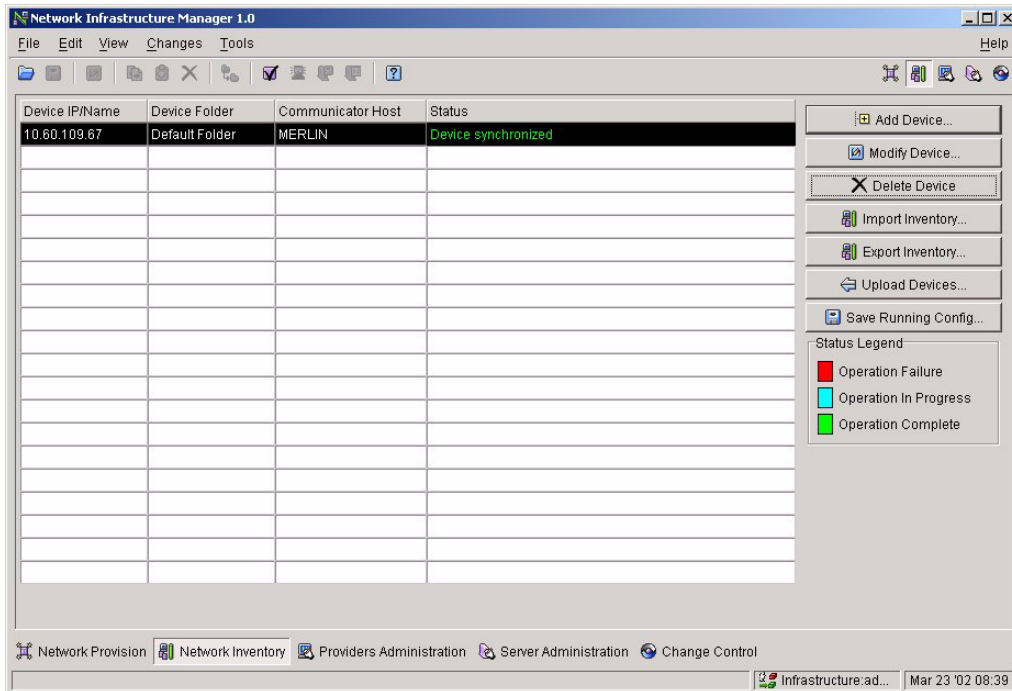 Network Infrastructure Manager 1.0
File Edit View Changes Tools Help
Device IP/Name Device Folder Communicator Host Status
10.60.109.67 Default Folder MERLIN Device synchronized
Add Device...
Modify Device...
Delete Device
Import Inventory...
Export Inventory...
Upload Devices...
Save Running Config...
Status Legend
Operation Failure
Operation In Progress
Operation Complete
Network Provision Network Inventory Providers Administration Server Administration Change Control
Infrastructure:ad... Mar 23 '02 08:39